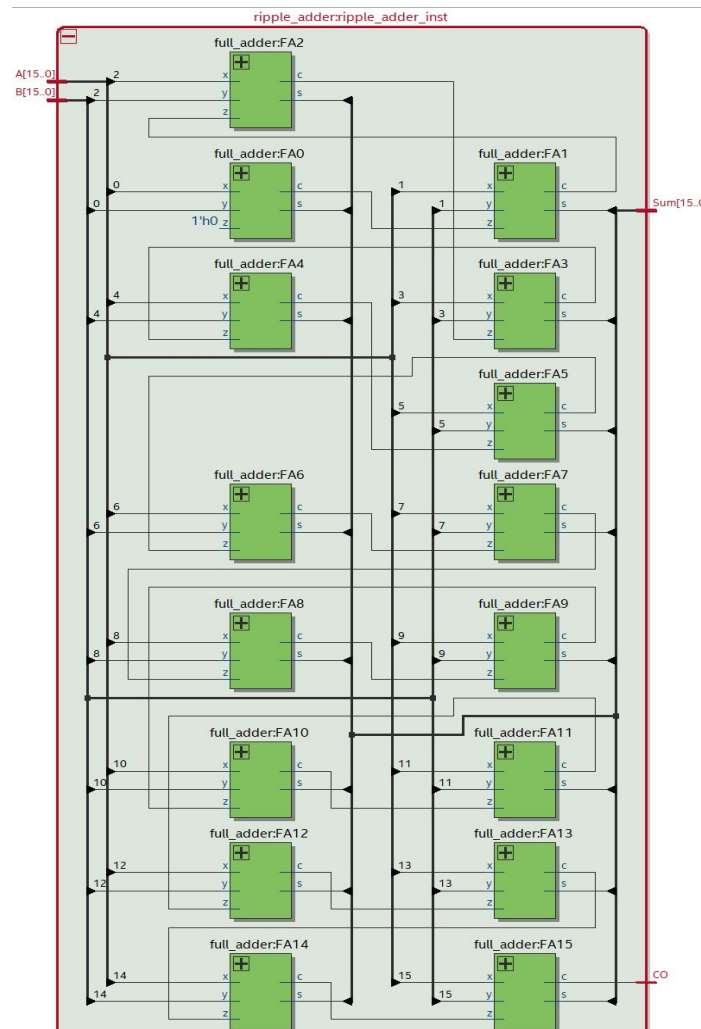 ripple_adder:ripple_adder_inst
full_adder:FA2
A[15..0]
2
x
c
B[15..0]
2
y
s
z
full_adder:FA0
full_adder:FA1
0
x
c
1
x
c
0
y
s
1
y
s
Sum[15..0
1'h0
z
z
full_adder:FA4
full_adder:FA3
4
x
c
3
x
c
4
y
s
3
y
s
z
z
full_adder:FA5
5
x
c
5
y
s
z
full_adder:FA6
full_adder:FA7
6
x
c
7
x
c
6
y
s
7
y
s
z
z
full_adder:FA8
full_adder:FA9
8
x
c
9
x
c
8
y
s
9
y
s
z
z
full_adder:FA10
full_adder:FA11
10
x
c
11
x
c
10
y
s
11
y
s
z
z
full_adder:FA12
full_adder:FA13
12
x
c
13
x
c
12
y
s
13
y
s
z
z
full_adder:FA14
full_adder:FA15
14
x
c
15
x
c
CO
14
y
s
15
y
s
z
z